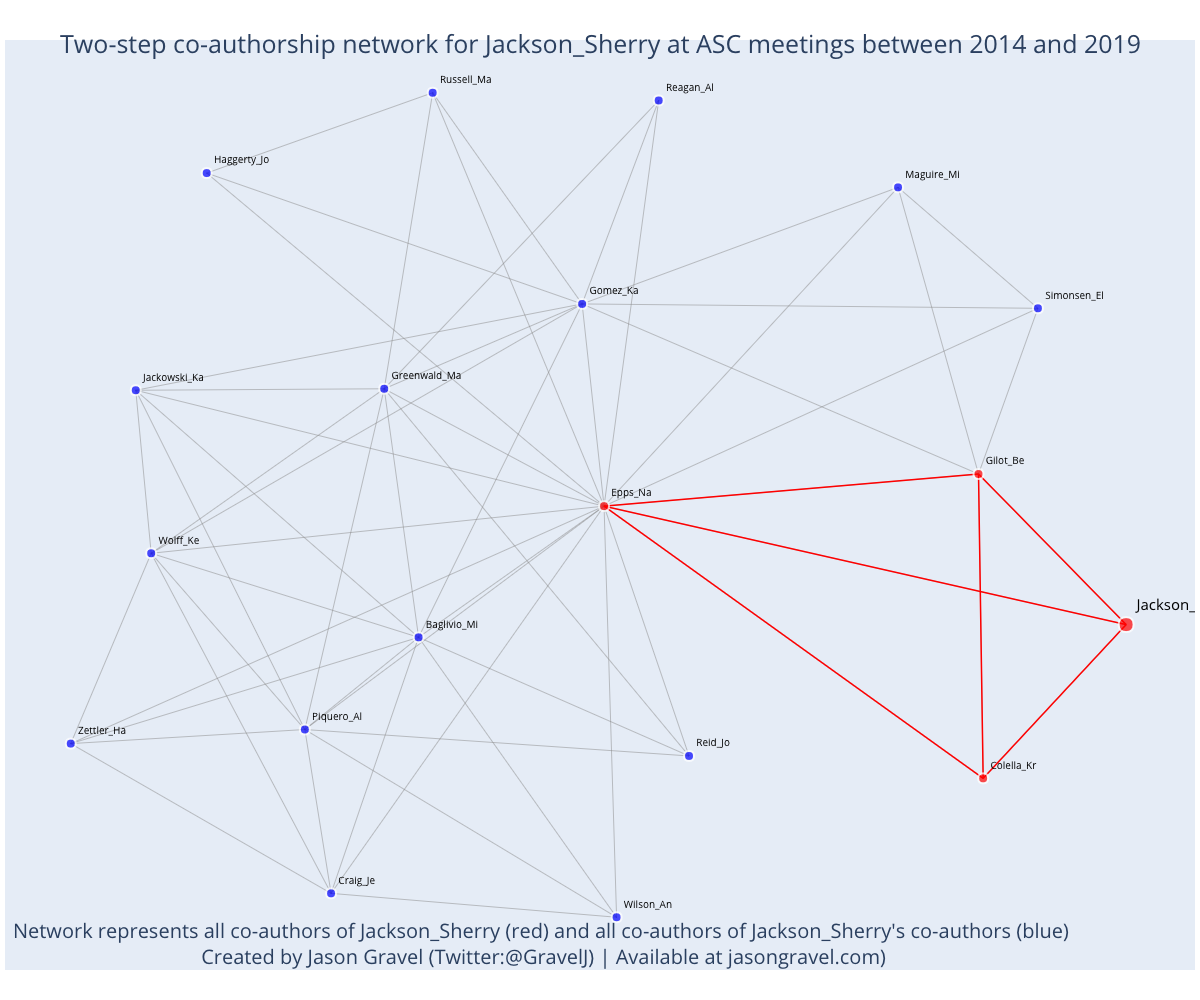 Two-step co-authorship network for Jackson_Sherry at ASC meetings between 2014 and 2019
Russell_Ma
Reagan_Al
Haggerty_Jo
Maguire_Mi
Gomez_Ka
Simonsen_El
Jackowski_Ka
Greenwald_Ma
Gilot_Be
Epps_Na
Wolff_Ke
Jackson_
Baglivio_Mi
Piquero_Al
Zettler_Ha
Reid_Jo
Colella_Kr
Craig_Je
Wilson_An
Network represents all co-authors of Jackson_Sherry (red) and all co-authors of Jackson_Sherry's co-authors (blue)
Created by Jason Gravel (Twitter:@GravelJ) | Available at jasongravel.com)